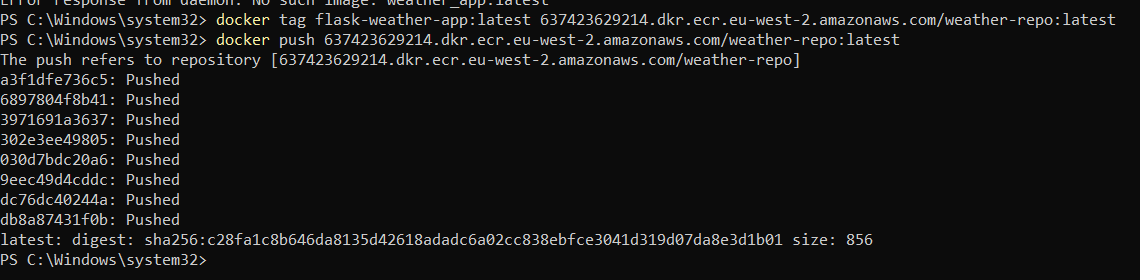 Error response from daemon: No such image: weather_app:latest
PS C:\Windows\system32> docker tag flask-weather-app:latest 637423629214.dkr.ecr.eu-west-2.amazonaws.com/weather-repo:latest
PS C:\Windows\system32> docker push 637423629214.dkr.ecr.eu-west-2.amazonaws.com/weather-repo:latest
The push refers to repository [637423629214.dkr.ecr.eu-west-2.amazonaws.com/weather-repo]
a3f1dfe736c5: Pushed
6897804f8b41: Pushed
3971691a3637: Pushed
302e3ee49805: Pushed
030d7bdc20a6: Pushed
9eec49d4cddc: Pushed
dc76dc40244a: Pushed
db8a87431f0b: Pushed
latest: digest: sha256:c28fa1c8b646da8135d42618adadc6a02cc838ebfce3041d319d07da8e3d1b01 size: 856
PS C:\Windows\system32>